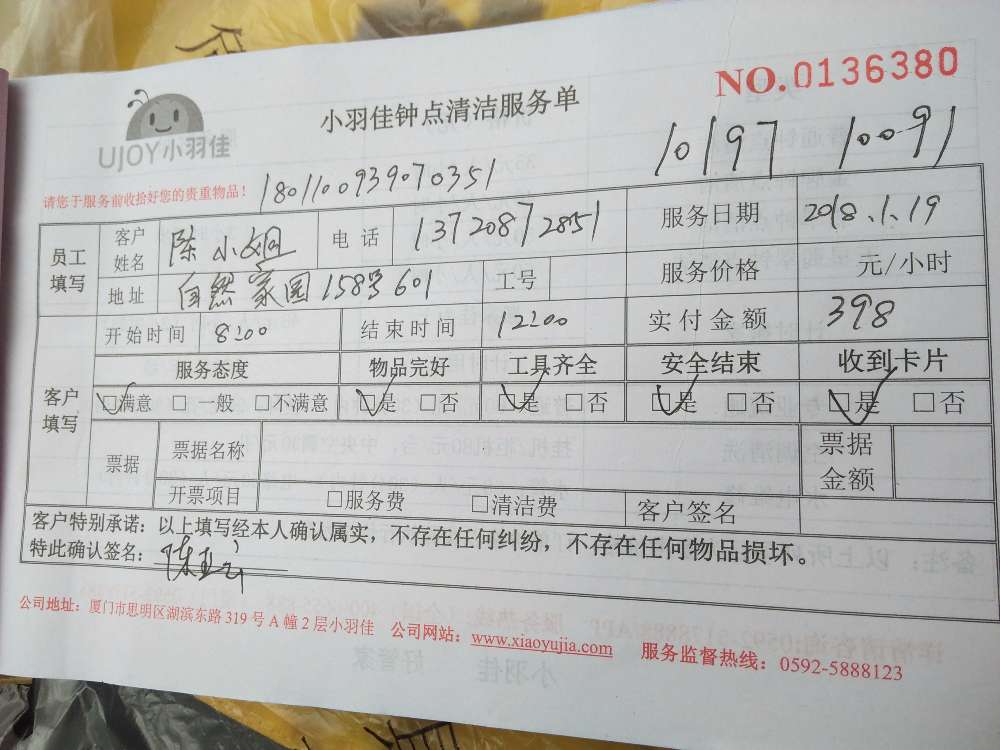 NO.0136380
小羽佳钟点清洁服务单
UJOY小羽佳
10197 10091
请您于服务前收拾好您的贵重物品!
180110093907 0351
员工填写 客户姓名 陈小姐 电话 13720872851 服务日期 2018.1.19
地址 自然家园158号601 工号 服务价格 元/小时
客户填写 开始时间 8:00 结束时间 12:00 实付金额 398
服务态度 物品完好 工具齐全 安全结束 收到卡片
☑满意 □一般 □不满意 ☑是 □否 ☑是 □否 ☑是 □否 ☑是 □否
票据 票据名称 票据金额
开票项目 □服务费 □清洁费 客户签名
客户特别承诺:以上填写经本人确认属实,不存在任何纠纷,不存在任何物品损坏。
特此确认签名:
公司地址:厦门市思明区湖滨东路 319 号 A 幢 2 层小羽佳 公司网站:www.xiaoyujia.com 服务监督热线:0592-5888123